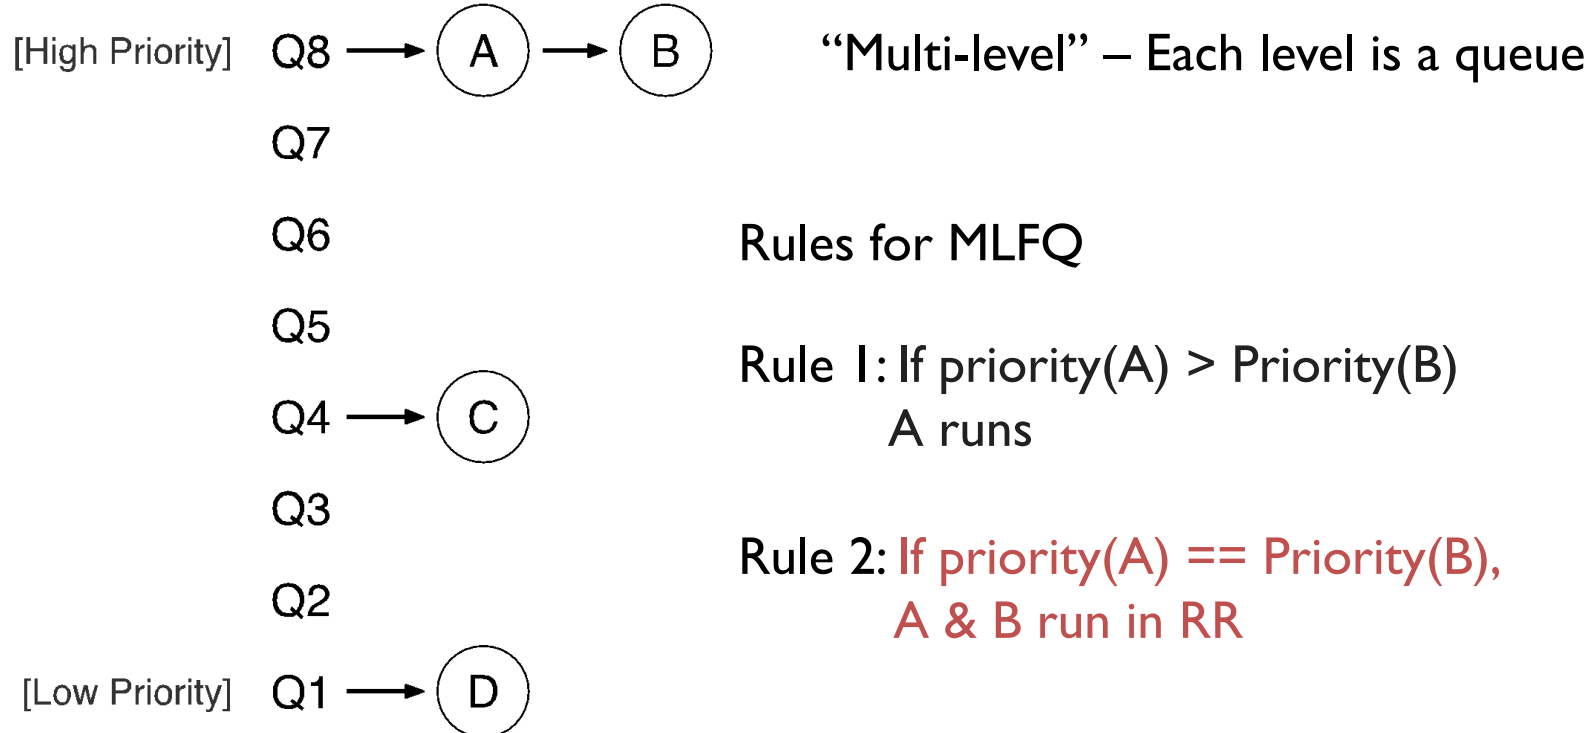 [High Priority] Q8 A B “Multi-level” – Each level is a queue
Q7
Q6
Rules for MLFQ
Q5
Rule 1: If priority(A) > Priority(B)
A runs
Q4 C
Q3
Rule 2: If priority(A) == Priority(B),
A & B run in RR
Q2
[Low Priority] Q1 D